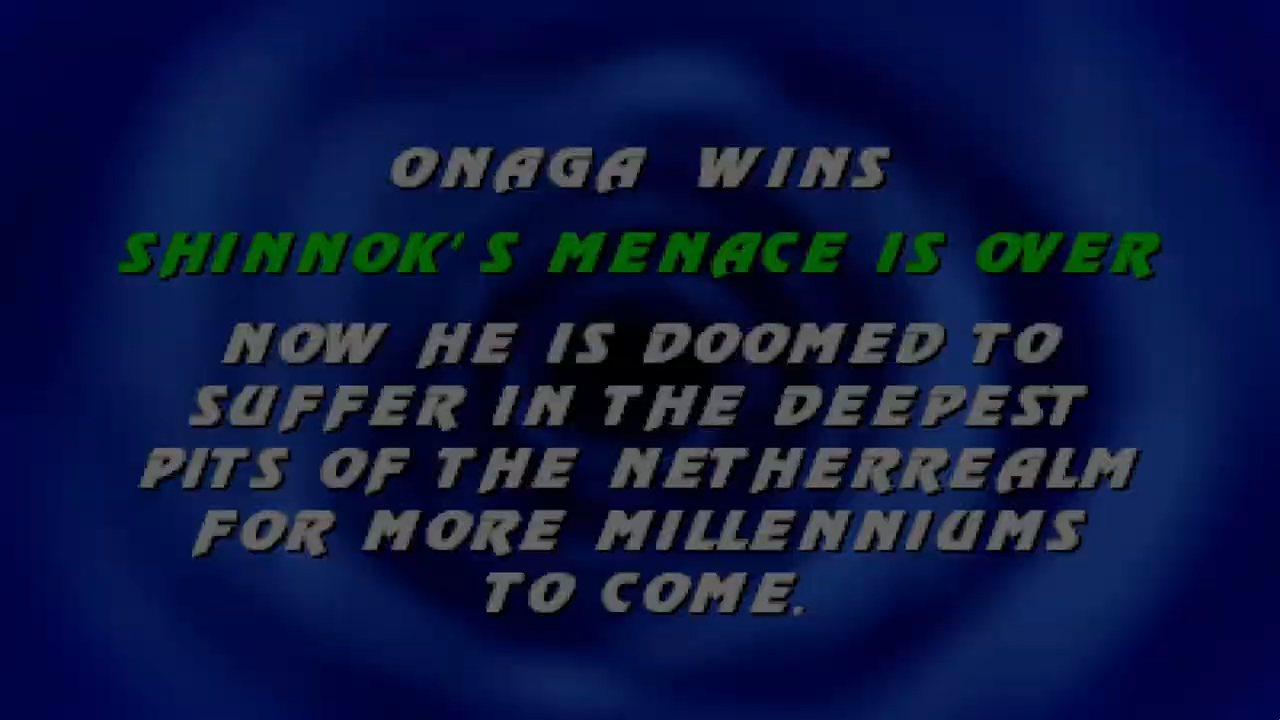 ONAGA WINS
SHINNOK'S MENACE IS OVER
NOW HE IS DOOMED TO
SUFFER IN THE DEEPEST
PITS OF THE NETHERREALM
FOR MORE MILLENNIUMS
TO COME.